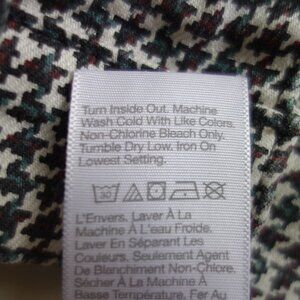 Turn Inside Out. Machine
Wash Cold With Like Colors.
Non-Chlorine Bleach Only.
Tumble Dry Low. Iron On
Lowest Setting.
30
L'Envers. Laver À La
Machine À L'eau Froide.
Laver En Séparant Les
Couleurs. Seulement Agent
De Blanchiment Non-Chloré.
Sécher À La Machine À
Basse Température. Fer Au